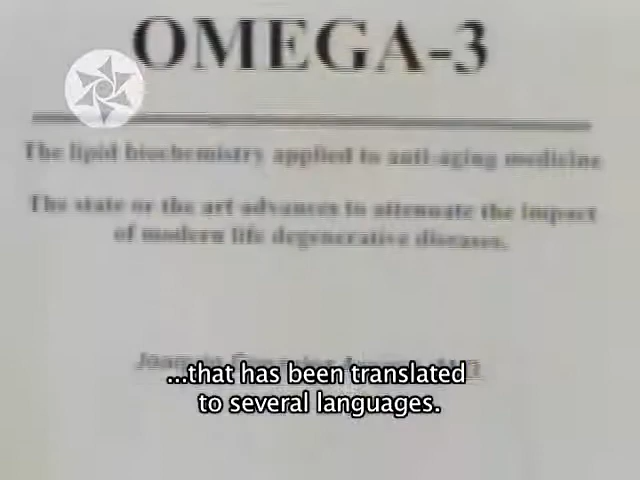 OMEGA-3
The lipid biochemistry applied to anti-aging medicine
The state or the art advances to attenuate the impact
of modern life degenerative diseases.
...that has been translated
to several languages.